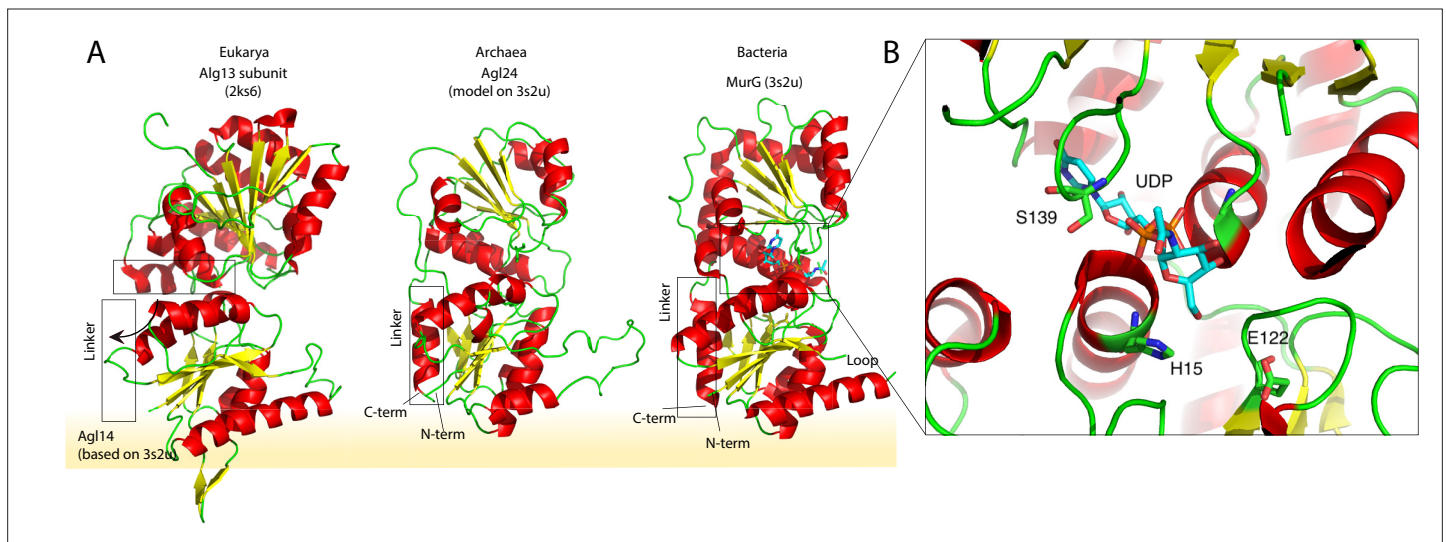 A
Eukarya
Alg13 subunit
(2ks6)
Archaea
Agl24
(model on 3s2u)
Bacteria
MurG (3s2u)
B
Linker
Linker
Linker
Loop
C-term
N-term
C-term
N-term
Agl14
(based on 3s2u)
UDP
S139
H15
E122